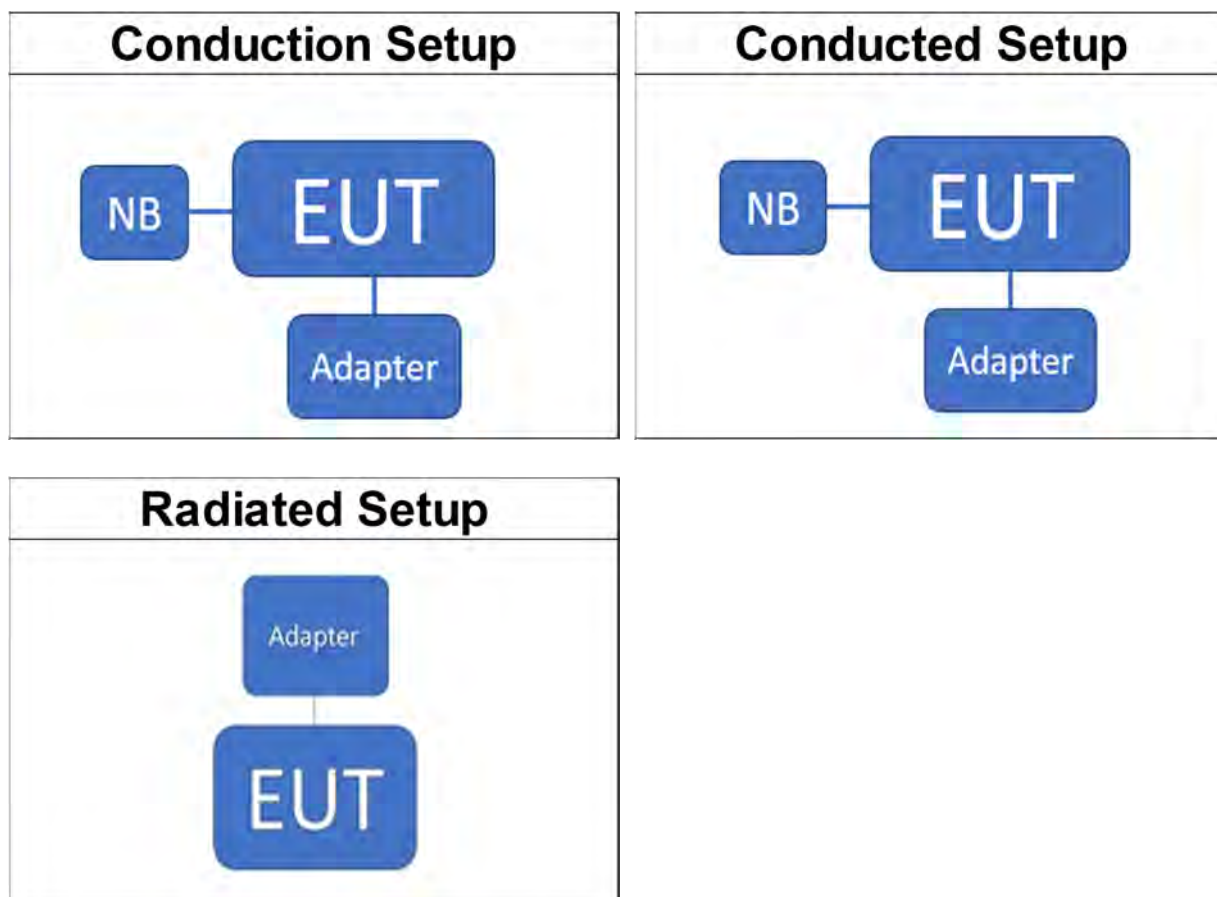 Conduction Setup
NB
EUT
Adapter
Conducted Setup
NB
EUT
Adapter
Radiated Setup
Adapter
EUT